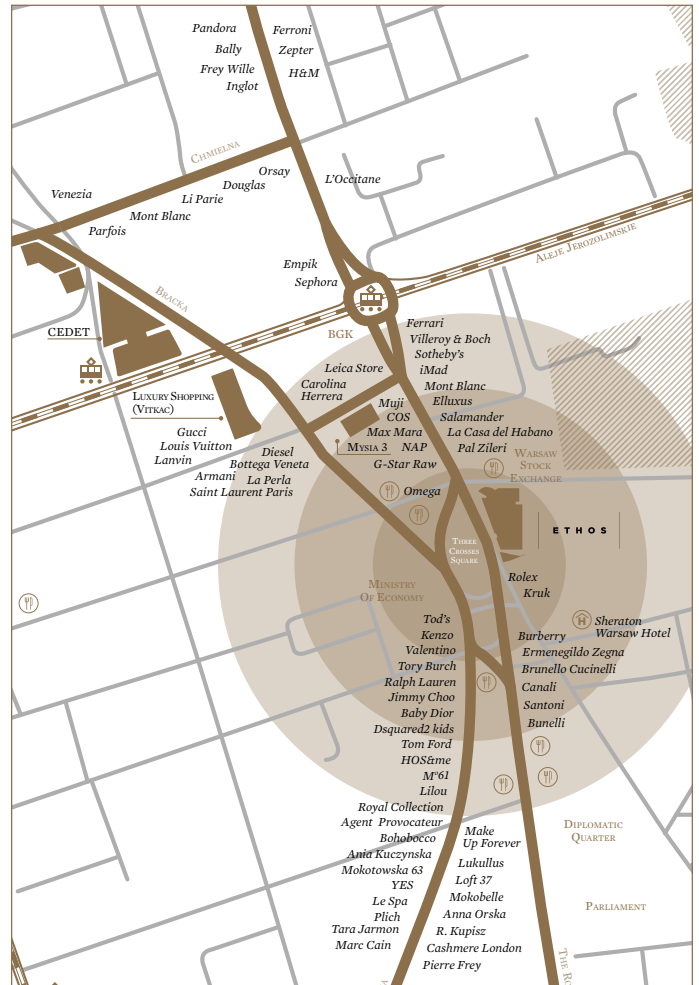 Pandora
Ferroni
Bally
Zepter
Frey Wille
H&M
Inglot
CHMIELNA
Orsay
L'Occitane
Douglas
Venezia
Li Parie
Mont Blanc
Parfois
ALEJE JEROZOLIMSKIE
Empik
Sephora
BRACKA
CEDET
BGK
Ferrari
Villeroy & Boch
Sotheby's
iMad
Mont Blanc
Elluxus
Salamander
La Casa del Habano
Pal Zileri
Leica Store
Carolina
Herrera
LUXURY SHOPPING
(VITKAC)
Muji
COS
Max Mara
MYSIA 3
NAP
G-Star Raw
Gucci
Louis Vuitton
Lanvin
Diesel
Bottega Veneta
Armani
La Perla
Saint Laurent Paris
WARSAW
STOCK
EXCHANGE
Omega
ETHOS
THREE
CROSSES
SQUARE
MINISTRY
OF ECONOMY
Rolex
Kruk
Sheraton
Warsaw Hotel
Tod's
Kenzo
Valentino
Tory Burch
Ralph Lauren
Jimmy Choo
Baby Dior
Dsquared2 kids
Tom Ford
HOS&me
M°61
Lilou
Royal Collection
Agent Provocateur
Bohobocco
Ania Kuczynska
Mokotowska 63
YES
Le Spa
Plich
Tara Jarmon
Marc Cain
Burberry
Ermenegildo Zegna
Brunello Cucinelli
Canali
Santoni
Bunelli
Make
Up Forever
Lukullus
Loft 37
Mokobelle
Anna Orska
R. Kupisz
Cashmere London
Pierre Frey
DIPLOMATIC
QUARTER
PARLIAMENT
THE RO